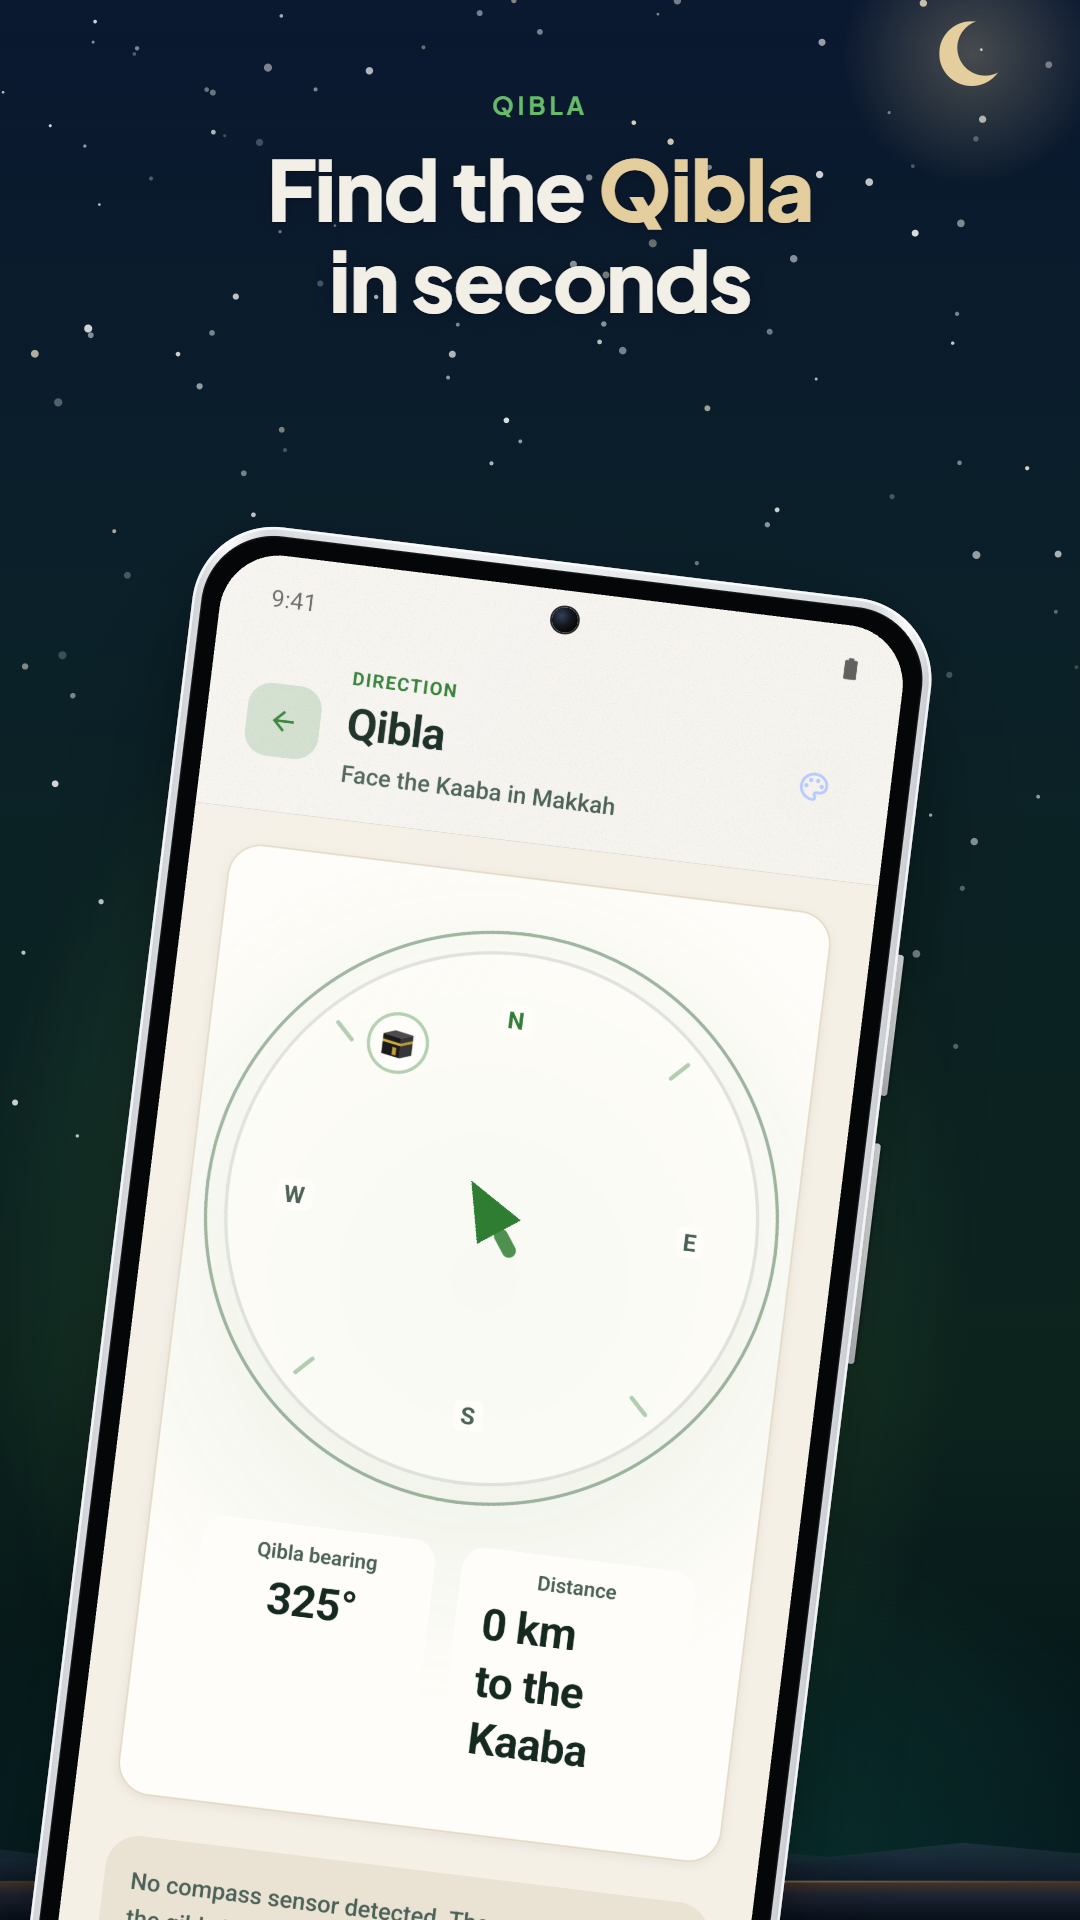 QIBLA
Find the Qibla
in seconds
9:41
DIRECTION
Qibla
Face the Kaaba in Makkah
N
W
E
S
Qibla bearing
325°
Distance
0 km
to the
Kaaba
No compass sensor detected.
the